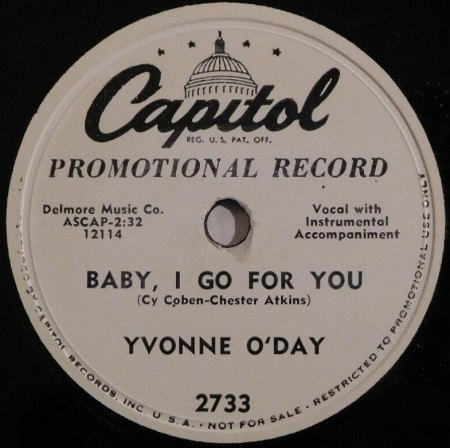 Capitol
REG. U.S. PAT. OFF.
PROMOTIONAL RECORD
Delmore Music Co.
ASCAP-2:32
12114
Vocal with
Instrumental
Accompaniment
BABY, I GO FOR YOU
(Cy Coben-Chester Atkins)
YVONNE O'DAY
2733
BY CAPITOL RECORDS, INC. U.S.A. - NOT FOR SALE - RESTRICTED TO PROMOTIONAL USE ONLY